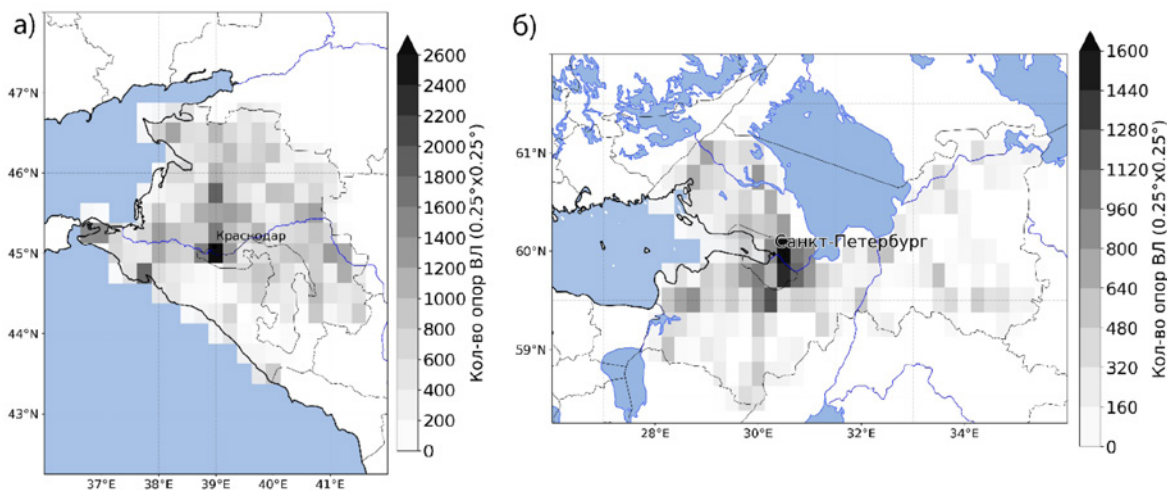 а)
47°N
46°N
45°N
44°N
43°N
37°E
38°E
39°E
40°E
41°E
Краснодар
2600
2400
2200
2000
1800
1600
1400
1200
1000
800
600
400
200
0
Кол-во опор ВЛ (0.25°x0.25°)
б)
61°N
60°N
59°N
28°E
30°E
32°E
34°E
Санкт-Петербург
1600
1440
1280
1120
960
800
640
480
320
160
0
Кол-во опор ВЛ (0.25°x0.25°)